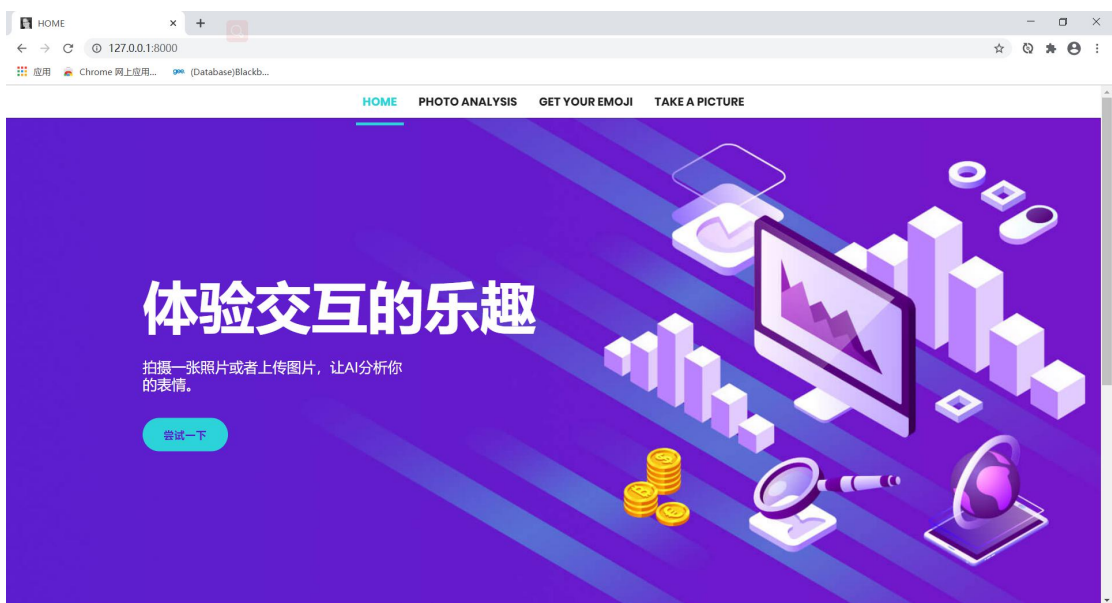 HOME
127.0.0.1:8000
应用 Chrome 网上应用... (Database)Blackb...
HOME PHOTO ANALYSIS GET YOUR EMOJI TAKE A PICTURE
体验交互的乐趣
拍摄一张照片或者上传图片，让AI分析你
的表情。
尝试一下